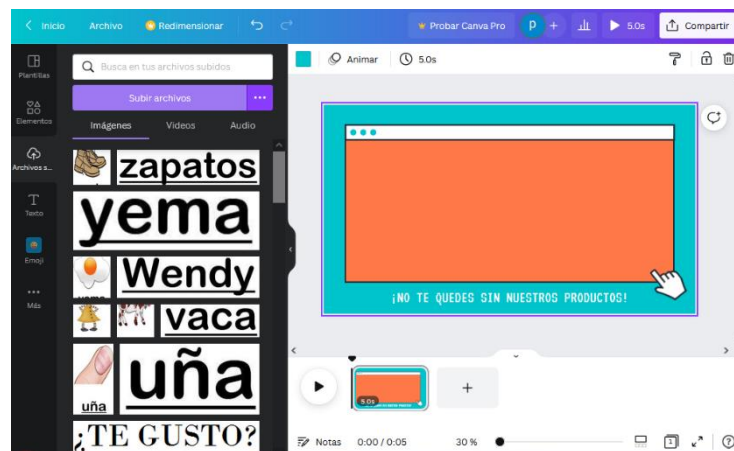 Inicio Archivo Redimensionar Probar Canva Pro P + 5.0s Compartir
Busca en tus archivos subidos
Animar 5.0s
Plantillas
Subir archivos
Elementos
Imágenes Videos Audio
Archivos s...
zapatos
Texto
yema
Emoji
Wendy
Más
vaca
¡NO TE QUEDES SIN NUESTROS PRODUCTOS!
uña
uña
5.0s
¿TE GUSTO?
Notas 0:00 / 0:05 30 % 1